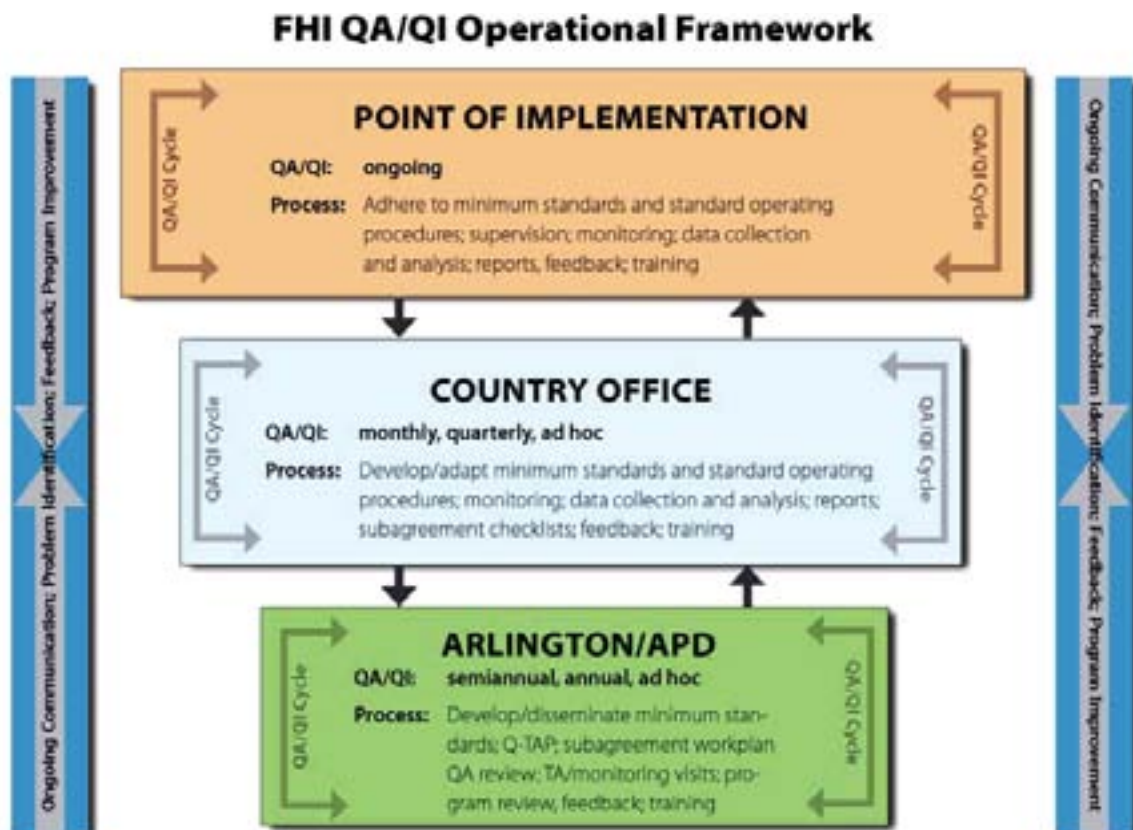 FHI QA/QI Operational Framework
Ongoing Communication; Problem Identification; Feedback; Program Improvement
QA/QI Cycle
POINT OF IMPLEMENTATION
QA/QI: ongoing
Process: Adhere to minimum standards and standard operating
procedures; supervision; monitoring; data collection
and analysis; reports, feedback; training
QA/QI Cycle
QA/QI Cycle
COUNTRY OFFICE
QA/QI: monthly, quarterly, ad hoc
Process: Develop/adapt minimum standards and standard operating
procedures; monitoring; data collection and analysis; reports;
subagreement checklists; feedback; training
QA/QI Cycle
QA/QI Cycle
ARLINGTON/APD
QA/QI: semiannual, annual, ad hoc
Process: Develop/disseminate minimum stan-
dards; Q-TAP; subagreement workplan
QA review; TA/monitoring visits; pro-
gram review, feedback; training
QA/QI Cycle
Ongoing Communication; Problem Identification; Feedback; Program Improvement